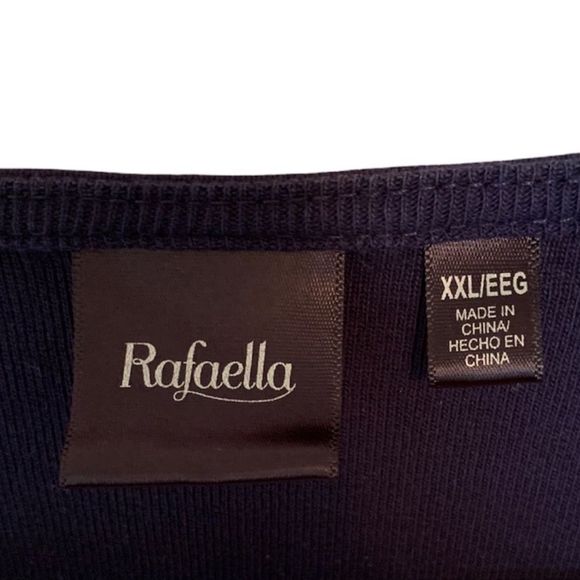 Rafaella
XXL/EEG
MADE IN
CHINA/
HECHO EN
CHINA